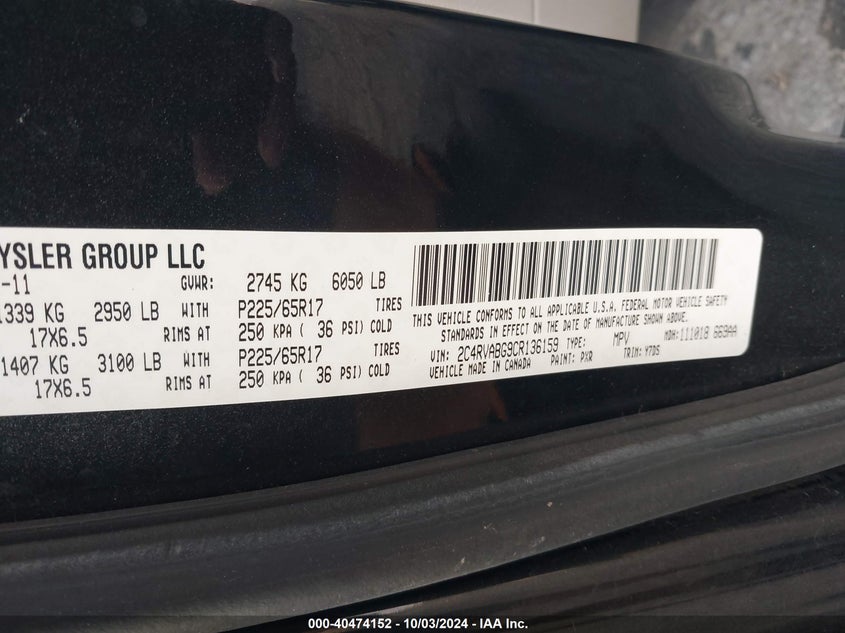 YSLER GROUP LLC
-11 GVWR: 2745 KG 6050 LB
1339 KG 2950 LB WITH P225/65R17 TIRES
17X6.5 RIMS AT 250 KPA ( 36 PSI) COLD
1407 KG 3100 LB WITH P225/65R17 TIRES
17X6.5 RIMS AT 250 KPA ( 36 PSI) COLD
THIS VEHICLE CONFORMS TO ALL APPLICABLE U.S.A. FEDERAL MOTOR VEHICLE SAFETY
STANDARDS IN EFFECT ON THE DATE OF MANUFACTURE SHOWN ABOVE.
VIN: 2C4RVABG9CR136159 TYPE: MPV MDH: 111018 669AA
VEHICLE MADE IN CANADA PAINT: PXR TRIM: Y7DS
000-40474152 - 10/03/2024 - IAA Inc.